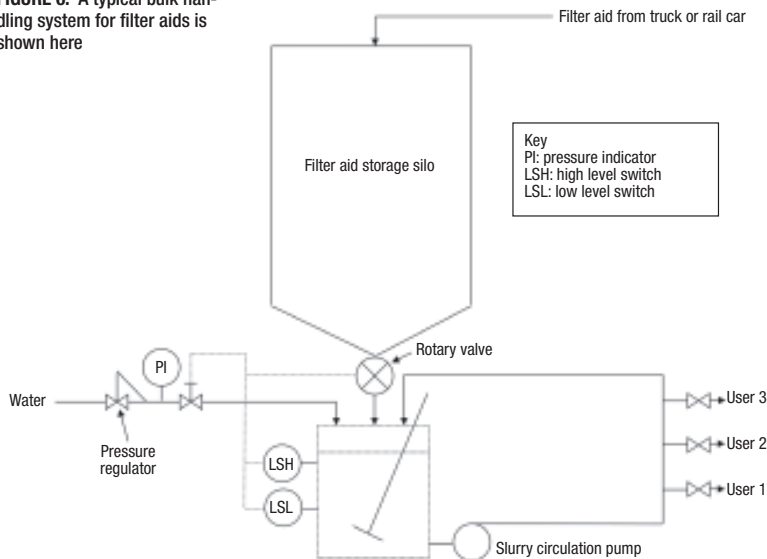 FIGURE 6. A typical bulk han-
dling system for filter aids is
shown here
Filter aid from truck or rail car
Filter aid storage silo
Key
PI: pressure indicator
LSH: high level switch
LSL: low level switch
Rotary valve
PI
Water
Pressure
regulator
LSH
LSL
User 3
User 2
User 1
Slurry circulation pump